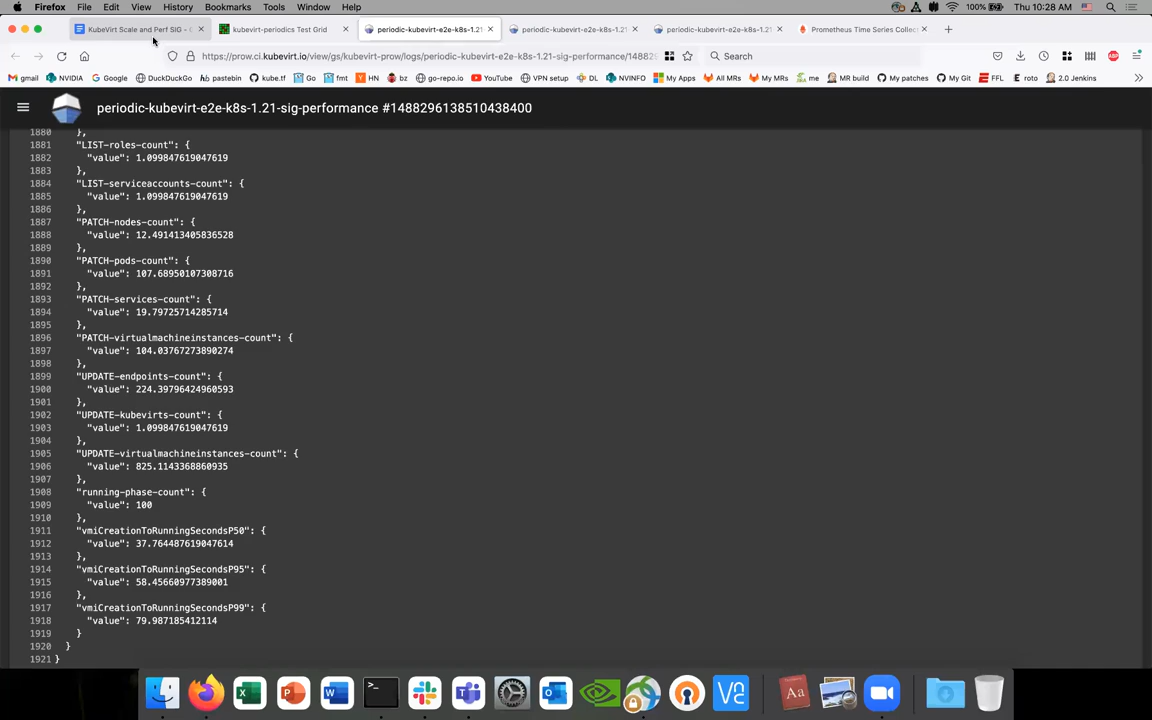 Firefox File Edit View History Bookmarks Tools Window Help 100% Thu 10:28 AM
KubeVirt Scale and Perf SIG - kubevirt-periodics Test Grid periodic-kubevirt-e2e-k8s-1.21 periodic-kubevirt-e2e-k8s-1.21 periodic-kubevirt-e2e-k8s-1.21 Prometheus Time Series Collect
https://prow.ci.kubevirt.io/view/gs/kubevirt-prow/logs/periodic-kubevirt-e2e-k8s-1.21-sig-performance/14882 Search
gmail NVIDIA Google DuckDuckGo pastebin kube.tf Go HN bz go-repo.io YouTube VPN setup DL NVINFO My Apps All MRs My MRs me MR build My patches My Git FFL roto 2.0 Jenkins
periodic-kubevirt-e2e-k8s-1.21-sig-performance #1488296138510438400
1880 },
1881 "LIST-roles-count": {
1882 "value": 1.099847619047619
1883 },
1884 "LIST-serviceaccounts-count": {
1885 "value": 1.099847619047619
1886 },
1887 "PATCH-nodes-count": {
1888 "value": 12.491413405836528
1889 },
1890 "PATCH-pods-count": {
1891 "value": 107.68950107308716
1892 },
1893 "PATCH-services-count": {
1894 "value": 19.79725714285714
1895 },
1896 "PATCH-virtualmachineinstances-count": {
1897 "value": 104.03767273890274
1898 },
1899 "UPDATE-endpoints-count": {
1900 "value": 224.39796424960593
1901 },
1902 "UPDATE-kubevirts-count": {
1903 "value": 1.099847619047619
1904 },
1905 "UPDATE-virtualmachineinstances-count": {
1906 "value": 825.1143368860935
1907 },
1908 "running-phase-count": {
1909 "value": 100
1910 },
1911 "vmiCreationToRunningSecondsP50": {
1912 "value": 37.764487619047614
1913 },
1914 "vmiCreationToRunningSecondsP95": {
1915 "value": 58.45660977389001
1916 },
1917 "vmiCreationToRunningSecondsP99": {
1918 "value": 79.987185412114
1919 }
1920 }
1921 }